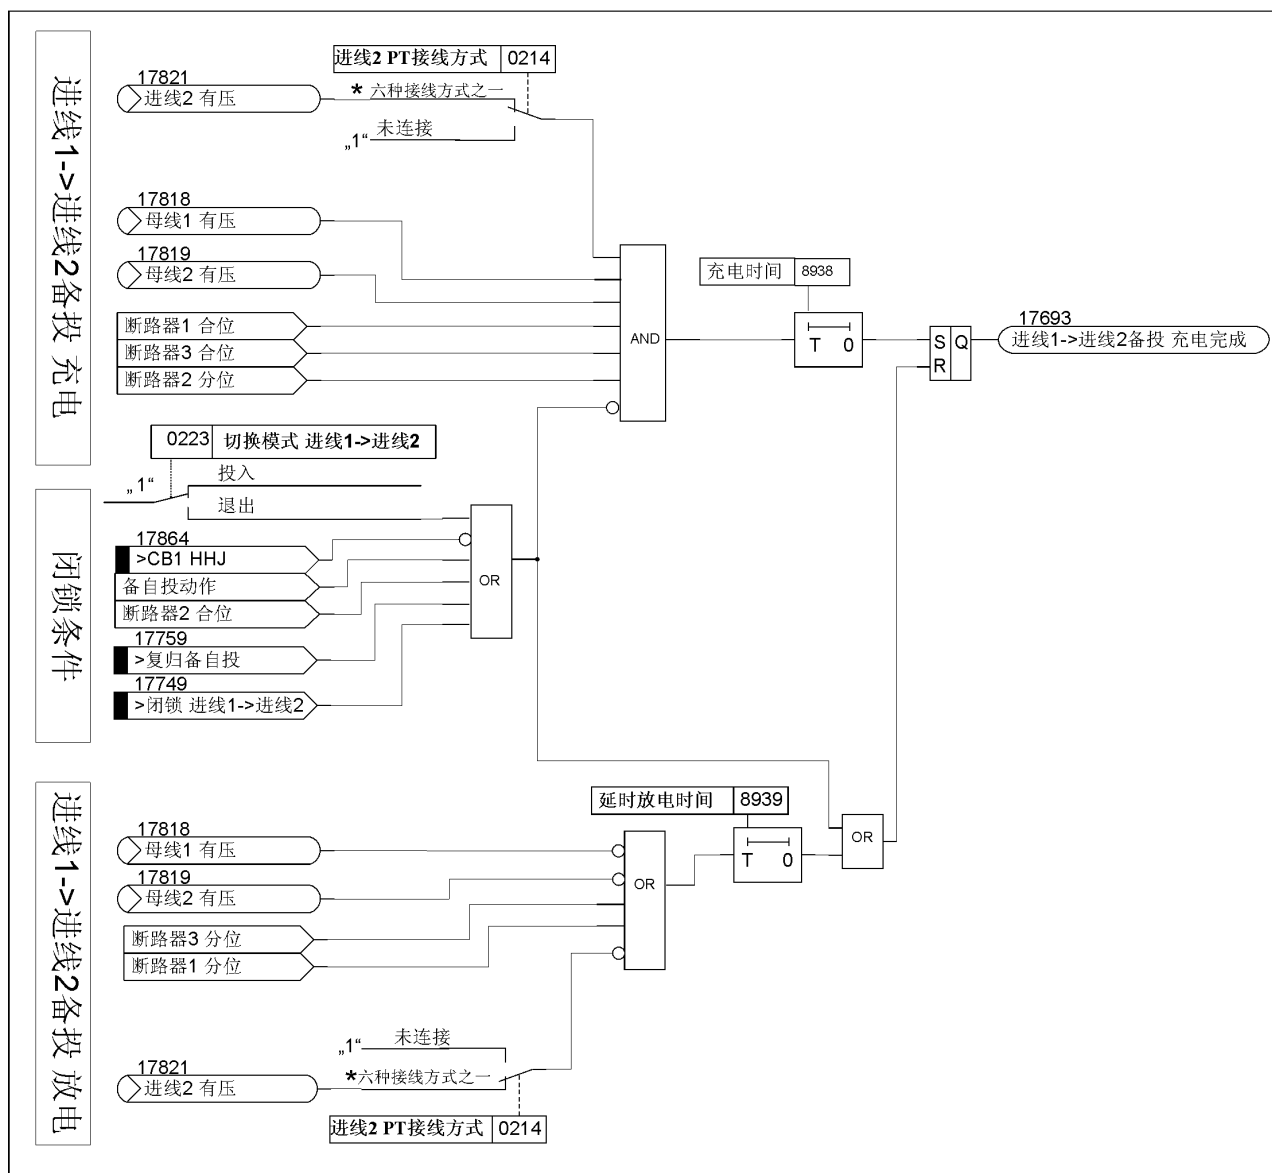 进线1->进线2备投 充电
进线2 PT接线方式 0214
17821
进线2 有压
* 六种接线方式之一
„1“ 未连接
17818
母线1 有压
17819
母线2 有压
断路器1 合位
断路器3 合位
断路器2 分位
AND
充电时间 8938
T 0
S Q
R
17693
进线1->进线2备投 充电完成
闭锁条件
0223 切换模式 进线1->进线2
„1“
投入
退出
17864
>CB1 HHJ
备自投动作
断路器2 合位
17759
>复归备自投
17749
>闭锁 进线1->进线2
OR
进线1->进线2备投 放电
延时放电时间 8939
T 0
OR
17818
母线1 有压
17819
母线2 有压
断路器3 分位
断路器1 分位
OR
„1“ 未连接
17821
进线2 有压
*六种接线方式之一
进线2 PT接线方式 0214